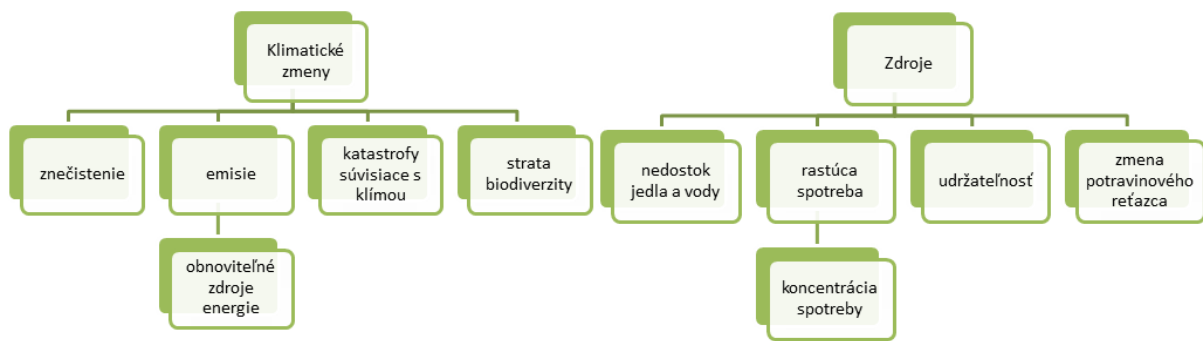 Klimatické
zmeny
znečistenie
emisie
katastrofy
súvisiace s
klímou
strata
biodiverzity
obnoviteľné
zdroje
energie
Zdroje
nedostok
jedla a vody
rastúca
spotreba
udržateľnosť
zmena
potravinového
reťazca
koncentrácia
spotreby